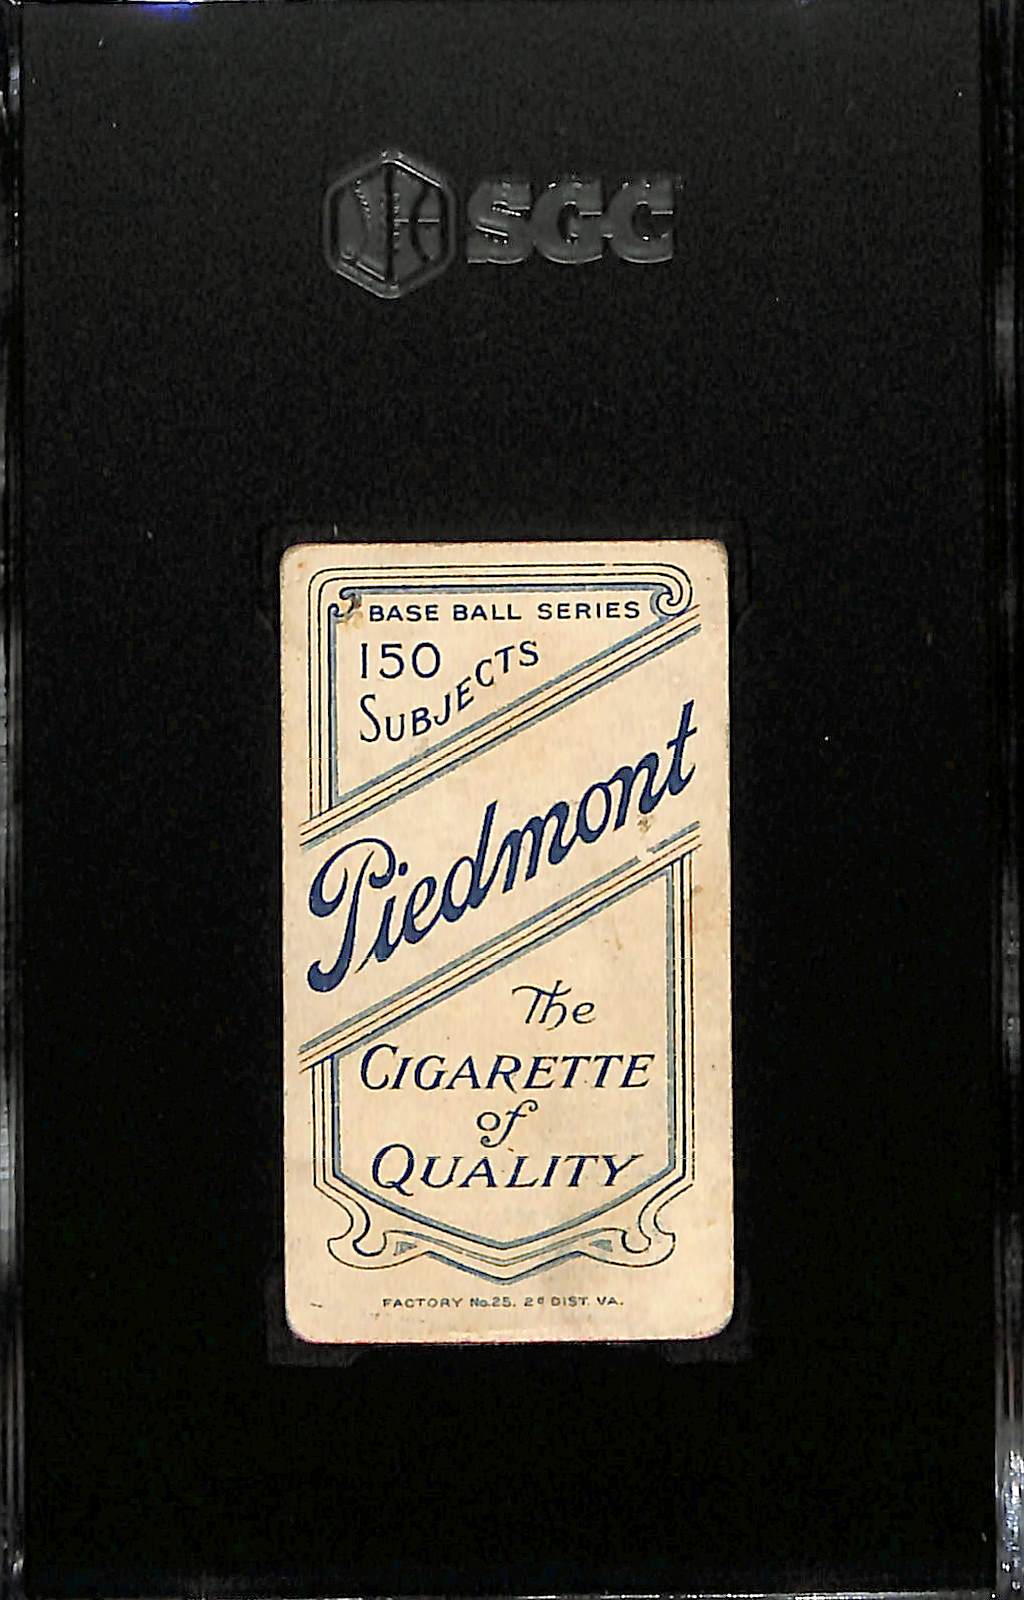 SGC
BASE BALL SERIES
150
SUBJECTS
Piedmont
The
CIGARETTE
of
QUALITY
FACTORY No.25, 2d DIST. VA.